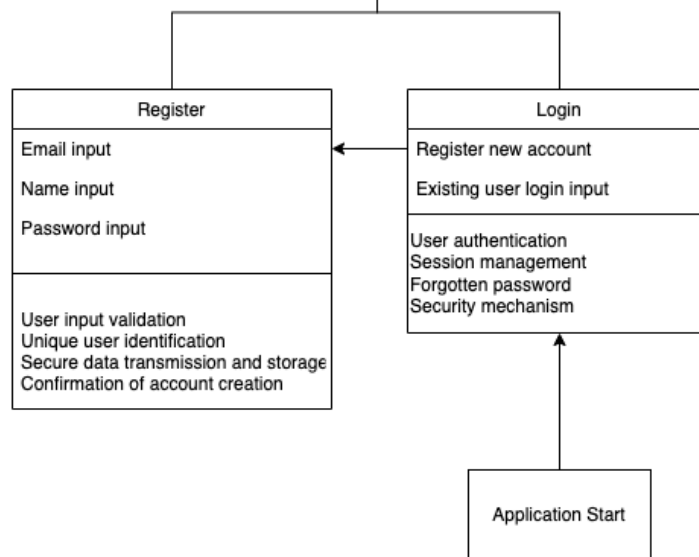 Register
Email input
Name input
Password input
User input validation
Unique user identification
Secure data transmission and storage
Confirmation of account creation
Login
Register new account
Existing user login input
User authentication
Session management
Forgotten password
Security mechanism
Application Start